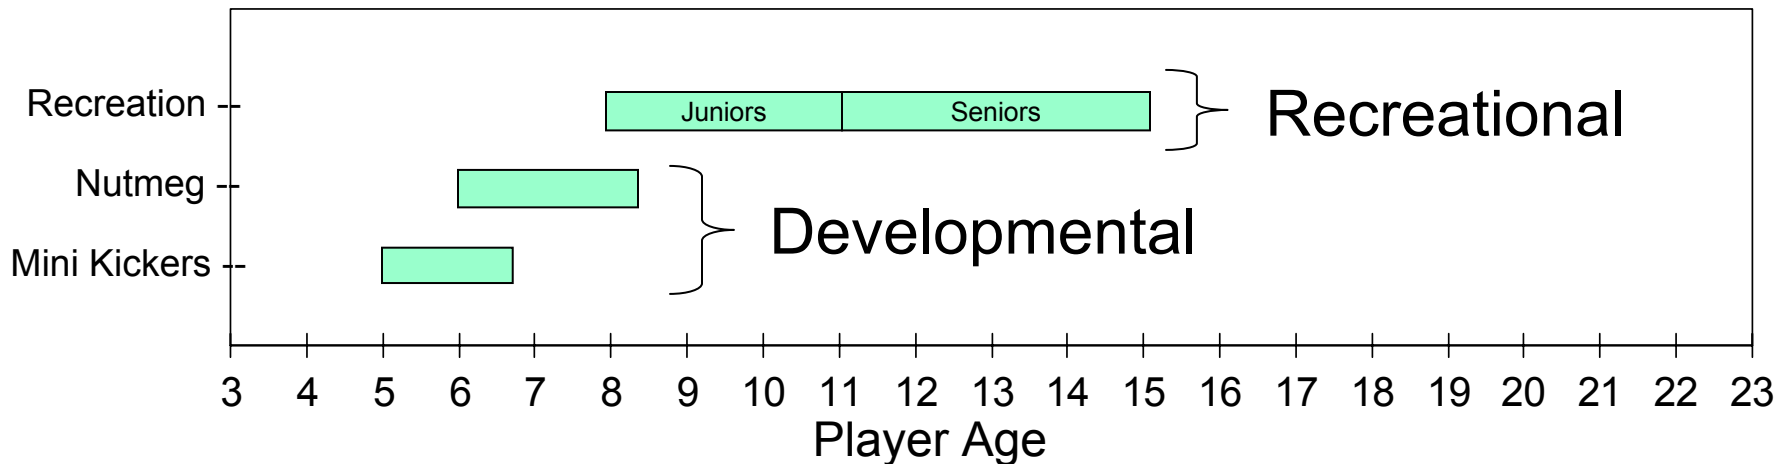 Recreation
Juniors
Seniors
Recreational
Nutmeg
Developmental
Mini Kickers
3 4 5 6 7 8 9 10 11 12 13 14 15 16 17 18 19 20 21 22 23
Player Age